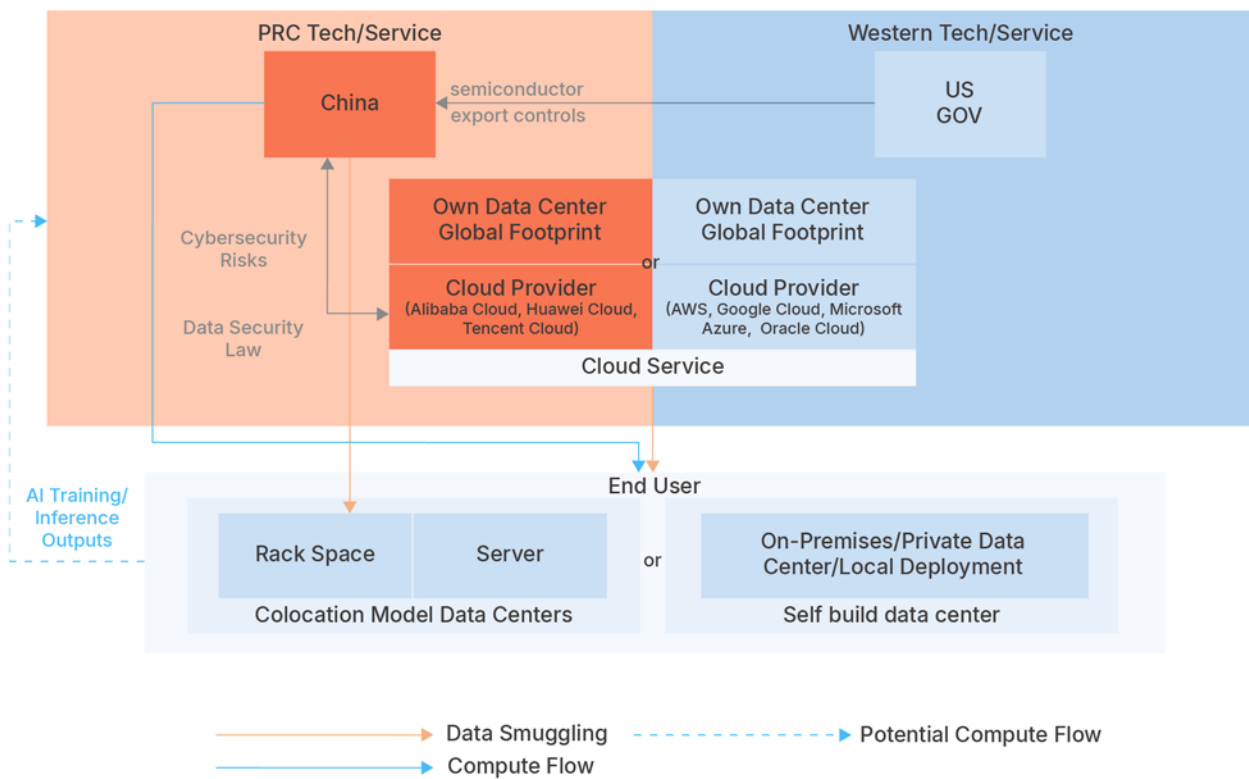 PRC Tech/Service
Western Tech/Service
China
semiconductor
export controls
US
GOV
Own Data Center
Global Footprint
Own Data Center
Global Footprint
or
Cybersecurity
Risks
Cloud Provider
(Alibaba Cloud, Huawei Cloud,
Tencent Cloud)
Cloud Provider
(AWS, Google Cloud, Microsoft
Azure, Oracle Cloud)
Data Security
Law
Cloud Service
End User
AI Training/
Inference
Outputs
Rack Space
Server
or
On-Premises/Private Data
Center/Local Deployment
Colocation Model Data Centers
Self build data center
Data Smuggling
Potential Compute Flow
Compute Flow